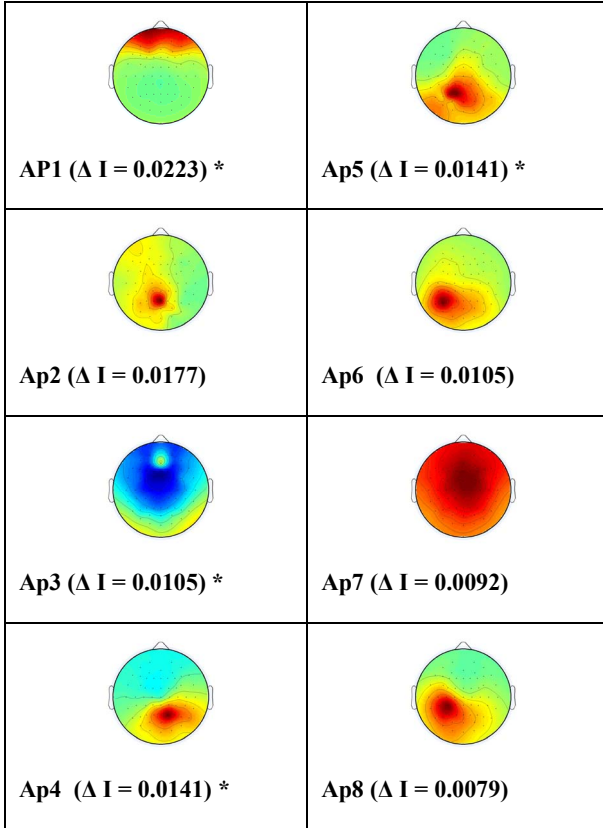 AP1 (Δ I = 0.0223) *
Ap5 (Δ I = 0.0141) *
Ap2 (Δ I = 0.0177)
Ap6 (Δ I = 0.0105)
Ap3 (Δ I = 0.0105) *
Ap7 (Δ I = 0.0092)
Ap4 (Δ I = 0.0141) *
Ap8 (Δ I = 0.0079)